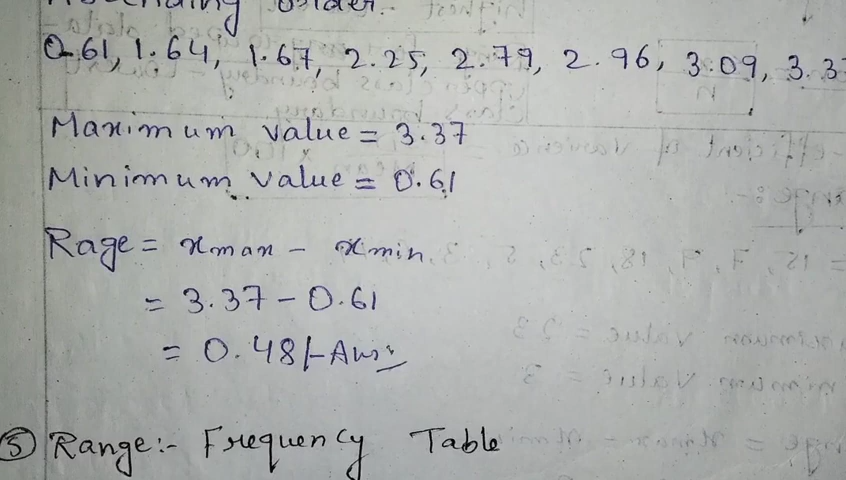 0.61, 1.64, 1.67, 2.25, 2.79, 2.96, 3.09, 3.3
Maximum value = 3.37
Minimum value = 0.61
Rage = xmax - xmin
= 3.37 - 0.61
= 0.48/- Ans:
⑤ Range:- Frequency Table